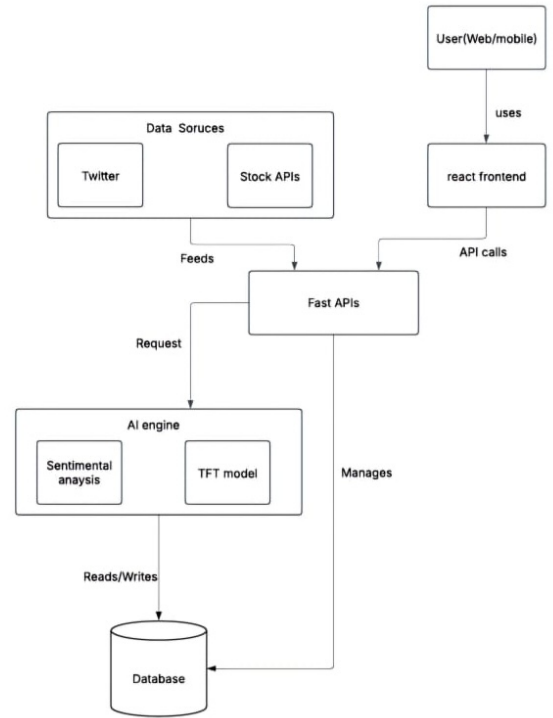 User(Web/mobile)
uses
Data Soruces
Twitter
Stock APIs
react frontend
Feeds
API calls
Fast APIs
Request
AI engine
Sentimental
anaysis
TFT model
Manages
Reads/Writes
Database